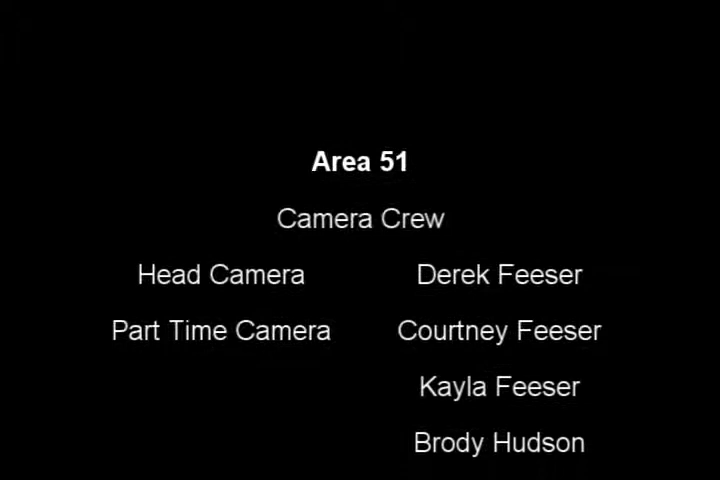 Area 51
Camera Crew
Head Camera Derek Feeser
Part Time Camera Courtney Feeser
Kayla Feeser
Brody Hudson